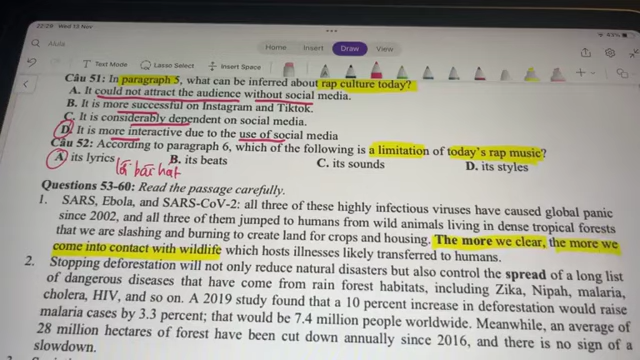 22:29 Wed 13 Nov
Alula
Home Insert Draw View
Text Mode Lasso Select Insert Space
Câu 51: In paragraph 5, what can be inferred about rap culture today?
A. It could not attract the audience without social media.
B. It is more successful on Instagram and Tiktok.
C. It is considerably dependent on social media.
D. It is more interactive due to the use of social media
Câu 52: According to paragraph 6, which of the following is a limitation of today's rap music?
A. its lyrics B. its beats C. its sounds D. its styles
lời bài hát
Questions 53-60: Read the passage carefully.
1. SARS, Ebola, and SARS-CoV-2: all three of these highly infectious viruses have caused global panic
since 2002, and all three of them jumped to humans from wild animals living in dense tropical forests
that we are slashing and burning to create land for crops and housing. The more we clear, the more we
come into contact with wildlife which hosts illnesses likely transferred to humans.
2. Stopping deforestation will not only reduce natural disasters but also control the spread of a long list
of dangerous diseases that have come from rain forest habitats, including Zika, Nipah, malaria,
cholera, HIV, and so on. A 2019 study found that a 10 percent increase in deforestation would raise
malaria cases by 3.3 percent; that would be 7.4 million people worldwide. Meanwhile, an average of
28 million hectares of forest have been cut down annually since 2016, and there is no sign of a
slowdown.